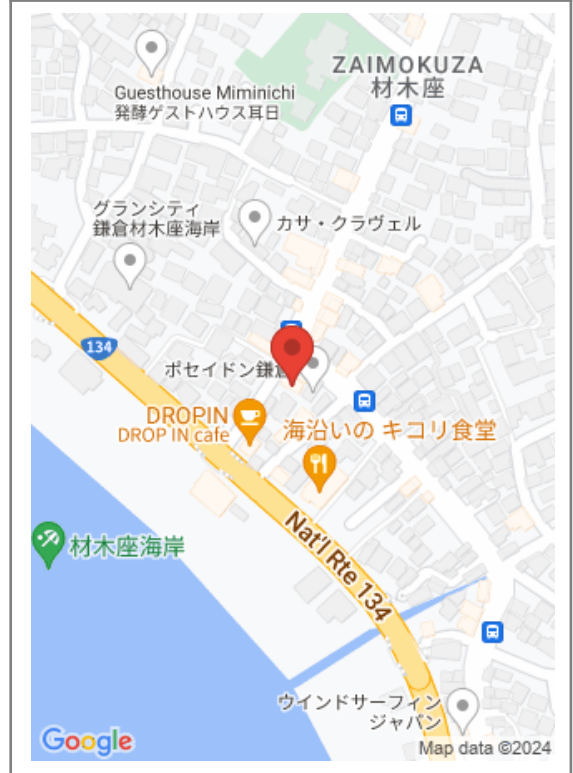 ZAIMOKUZA
材木座
Guesthouse Miminichi
発酵ゲストハウス耳日
グランシティ
鎌倉材木座海岸
カサ・クラヴェル
134
ポセイドン鎌倉
DROPIN
DROP IN cafe
海沿いの キコリ食堂
材木座海岸
Nat'l Rte 134
ウインドサーフィン
ジャパン
Google
Map data ©2024